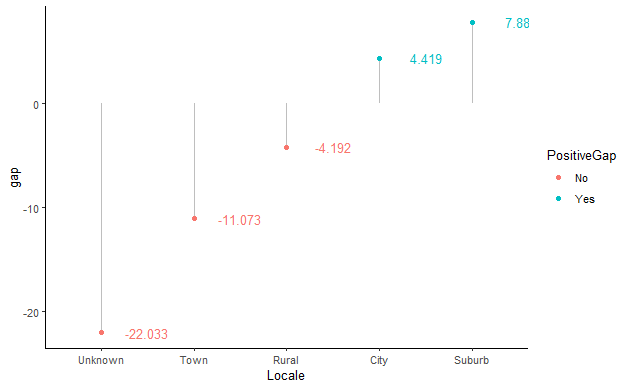 7.88
4.419
0
-4.192
PositiveGap
No
Yes
gap
-10
-11.073
-20
-22.033
Unknown Town Rural City Suburb
Locale